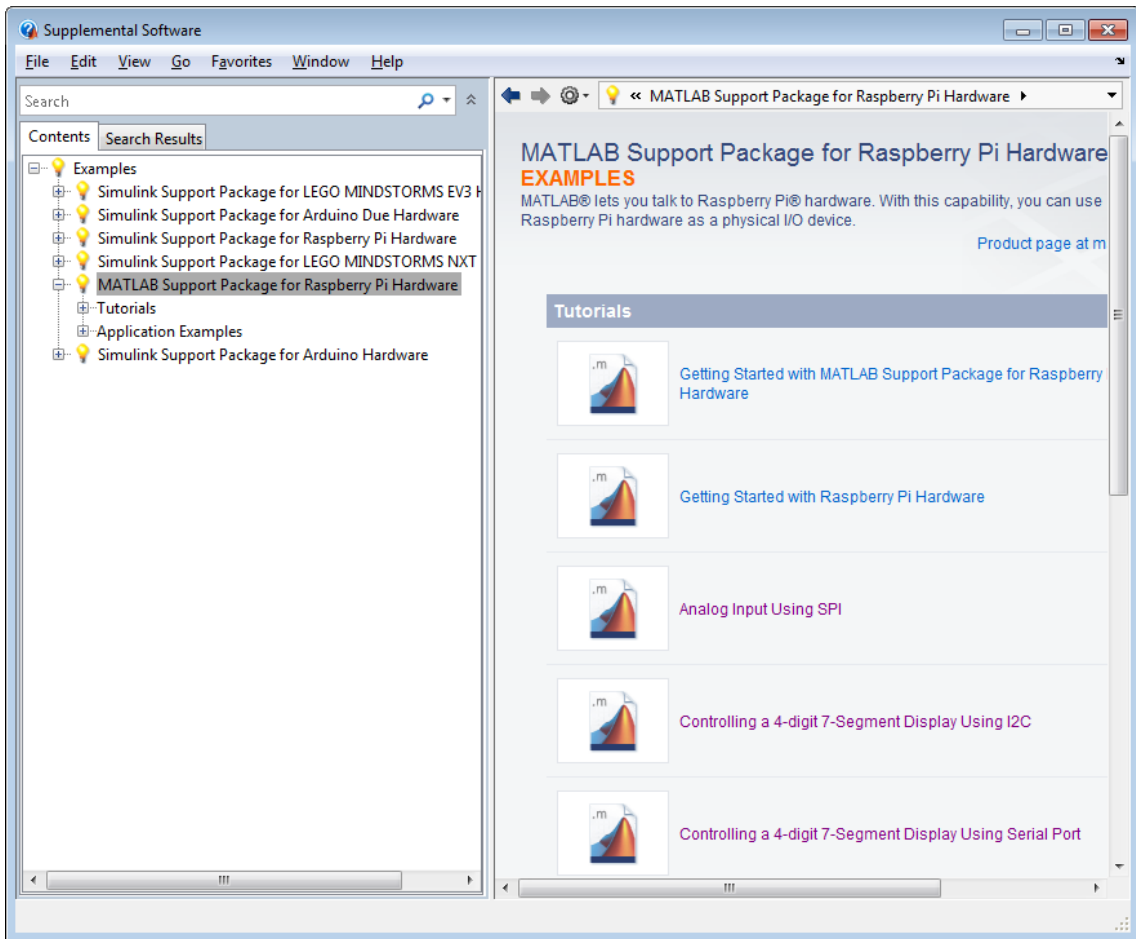 Supplemental Software
File Edit View Go Favorites Window Help
Search
Contents Search Results
Examples
Simulink Support Package for LEGO MINDSTORMS EV3 H
Simulink Support Package for Arduino Due Hardware
Simulink Support Package for Raspberry Pi Hardware
Simulink Support Package for LEGO MINDSTORMS NXT
MATLAB Support Package for Raspberry Pi Hardware
Tutorials
Application Examples
Simulink Support Package for Arduino Hardware
« MATLAB Support Package for Raspberry Pi Hardware
MATLAB Support Package for Raspberry Pi Hardware
EXAMPLES
MATLAB® lets you talk to Raspberry Pi® hardware. With this capability, you can use
Raspberry Pi hardware as a physical I/O device.
Product page at m
Tutorials
.m
Getting Started with MATLAB Support Package for Raspberry
Hardware
.m
Getting Started with Raspberry Pi Hardware
.m
Analog Input Using SPI
.m
Controlling a 4-digit 7-Segment Display Using I2C
.m
Controlling a 4-digit 7-Segment Display Using Serial Port